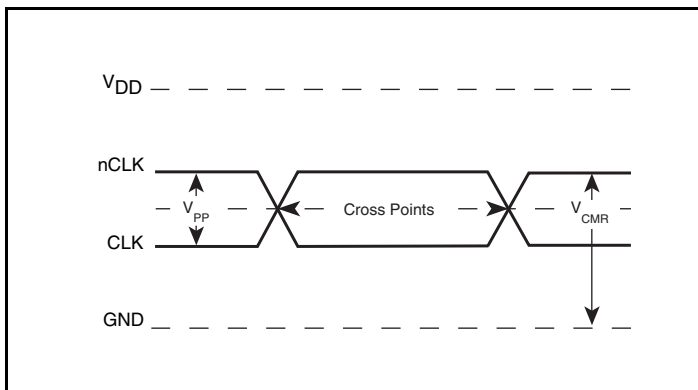 VDD
nCLK
VPP
Cross Points
VCMR
CLK
GND